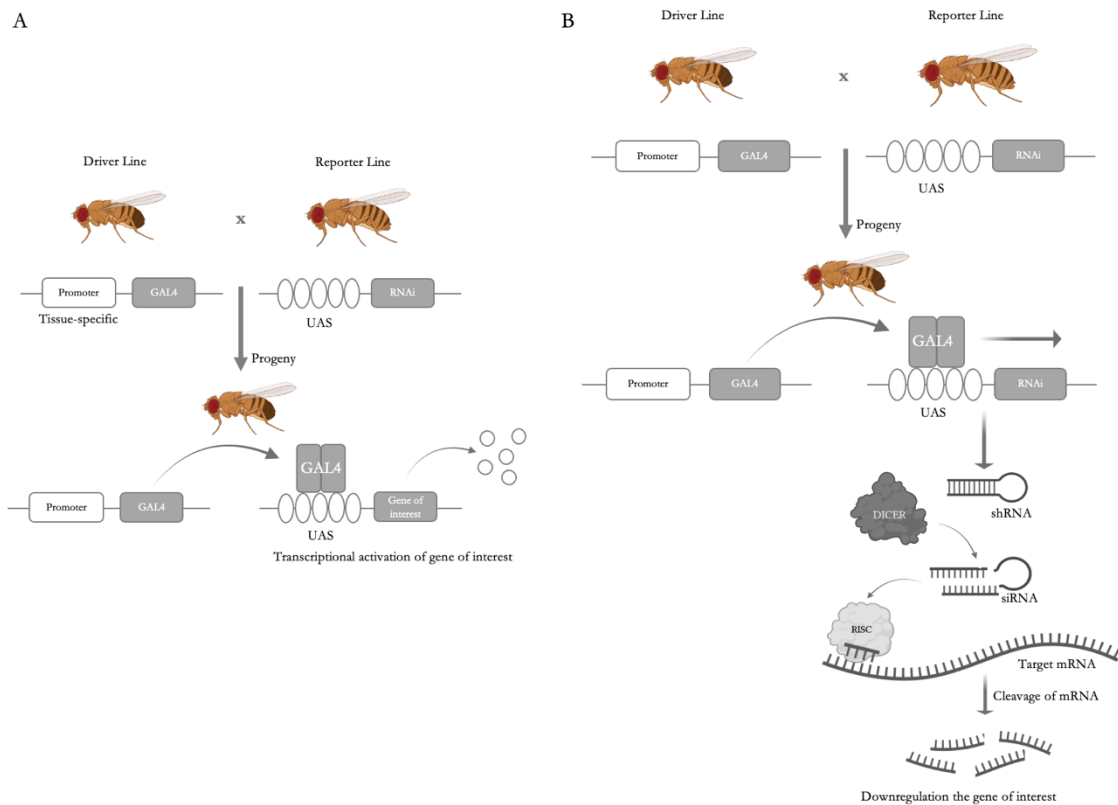 A
Driver Line
Reporter Line
x
Promoter
GAL4
RNAi
Tissue-specific
UAS
Progeny
GAL4
Promoter
GAL4
Gene of
interest
UAS
Transcriptional activation of gene of interest
B
Driver Line
Reporter Line
x
Promoter
GAL4
RNAi
UAS
Progeny
GAL4
Promoter
GAL4
RNAi
UAS
shRNA
DICER
siRNA
RISC
Target mRNA
Cleavage of mRNA
Downregulation the gene of interest